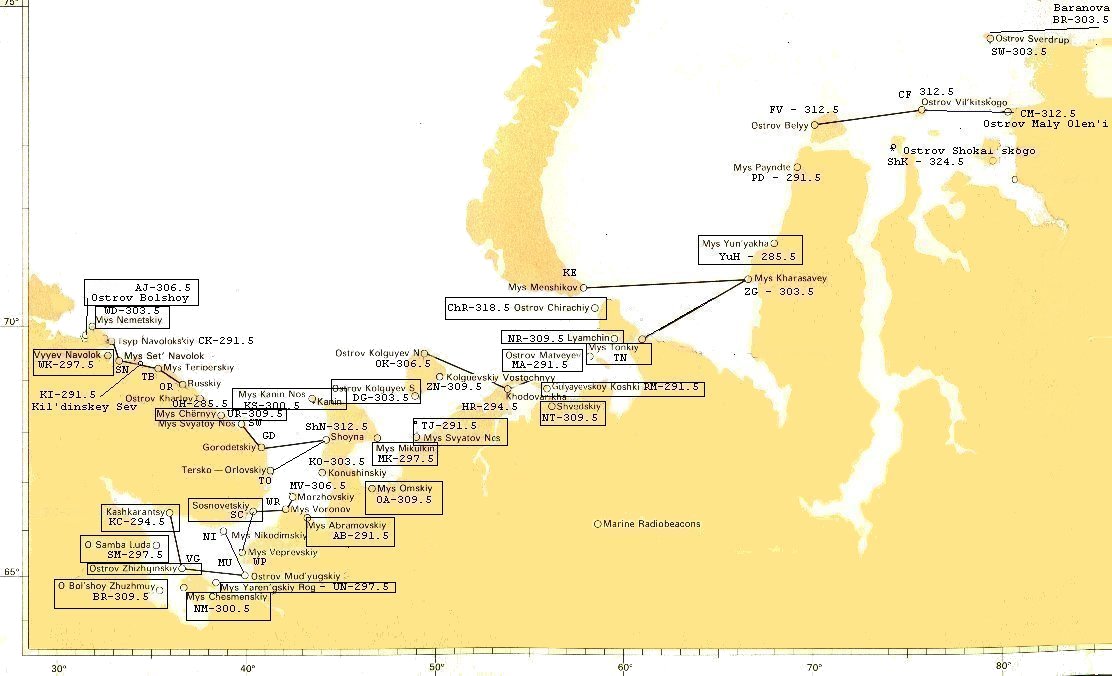 75°
Baranova
BR-303.5
Ostrov Sverdrup
SW-303.5
CF 312.5
Ostrov Vil'kitskogo
FV - 312.5
Ostrov Belyy
CM-312.5
Ostrov Maly Olen'i
Ostrov Shokal'skogo
ShK - 324.5
Mys Payndte
PD - 291.5
Mys Yun'yakha
YuH - 285.5
KE
Mys Menshikov
Mys Kharasavey
ZG - 303.5
AJ-306.5
Ostrov Bolshoy
WD-303.5
Mys Nemetskiy
ChR-318.5 Ostrov Chirachiy
70°
Tsyp Navolokskiy CK-291.5
NR-309.5 Lyamchin
Mys Tonkiy
TN
Vyyev Navolok
WK-297.5
Mys Set' Navolok
SN
Mys Teriperskiy
TB
Ostrov Kolguyev N
OK-306.5
Ostrov Matveyev
MA-291.5
OR Russkiy
KI-291.5
Kil'dinskey Sev
Ostrov Kharlov
OH-285.5
Kolguevskiy Vostochnyy
ZN-309.5
Mys Kanin Nos
KS-300.5
Kanin
Ostrov Kolguyev S
DG-303.5
Khodovarikha
HR-294.5
Gulyayevskoy Koshki RM-291.5
Mys Chërnyy UR-309.5
Mys Svyatoy Nos SW
Shvedskiy
NT-309.5
ShN-312.5
Shoyna
TJ-291.5
Mys Svyatov Nos
GD
Gorodetskiy
Mys Mikulkin
MK-297.5
Tersko-Orlovskiy
TO
KO-303.5
Konushinskiy
MV-306.5
Morzhovskiy
Mys Omskiy
OA-309.5
Sosnovetskiy
SC
WR
Mys Voronov
Kashkarantsy
KC-294.5
Mys Abramovskiy
AB-291.5
Marine Radiobeacons
NI
Mys Nikodimskiy
O Samba Luda
SM-297.5
Mys Veprevskiy
WP
VG
MU
Ostrov Zhizhginskiy
65°
Ostrov Mud'yugskiy
O Bol'shoy Zhuzhmuy
BR-309.5
Mys Yaren'gskiy Rog - UN-297.5
Mys Chesmenskiy
NM-300.5
30° 40° 50° 60° 70° 80°